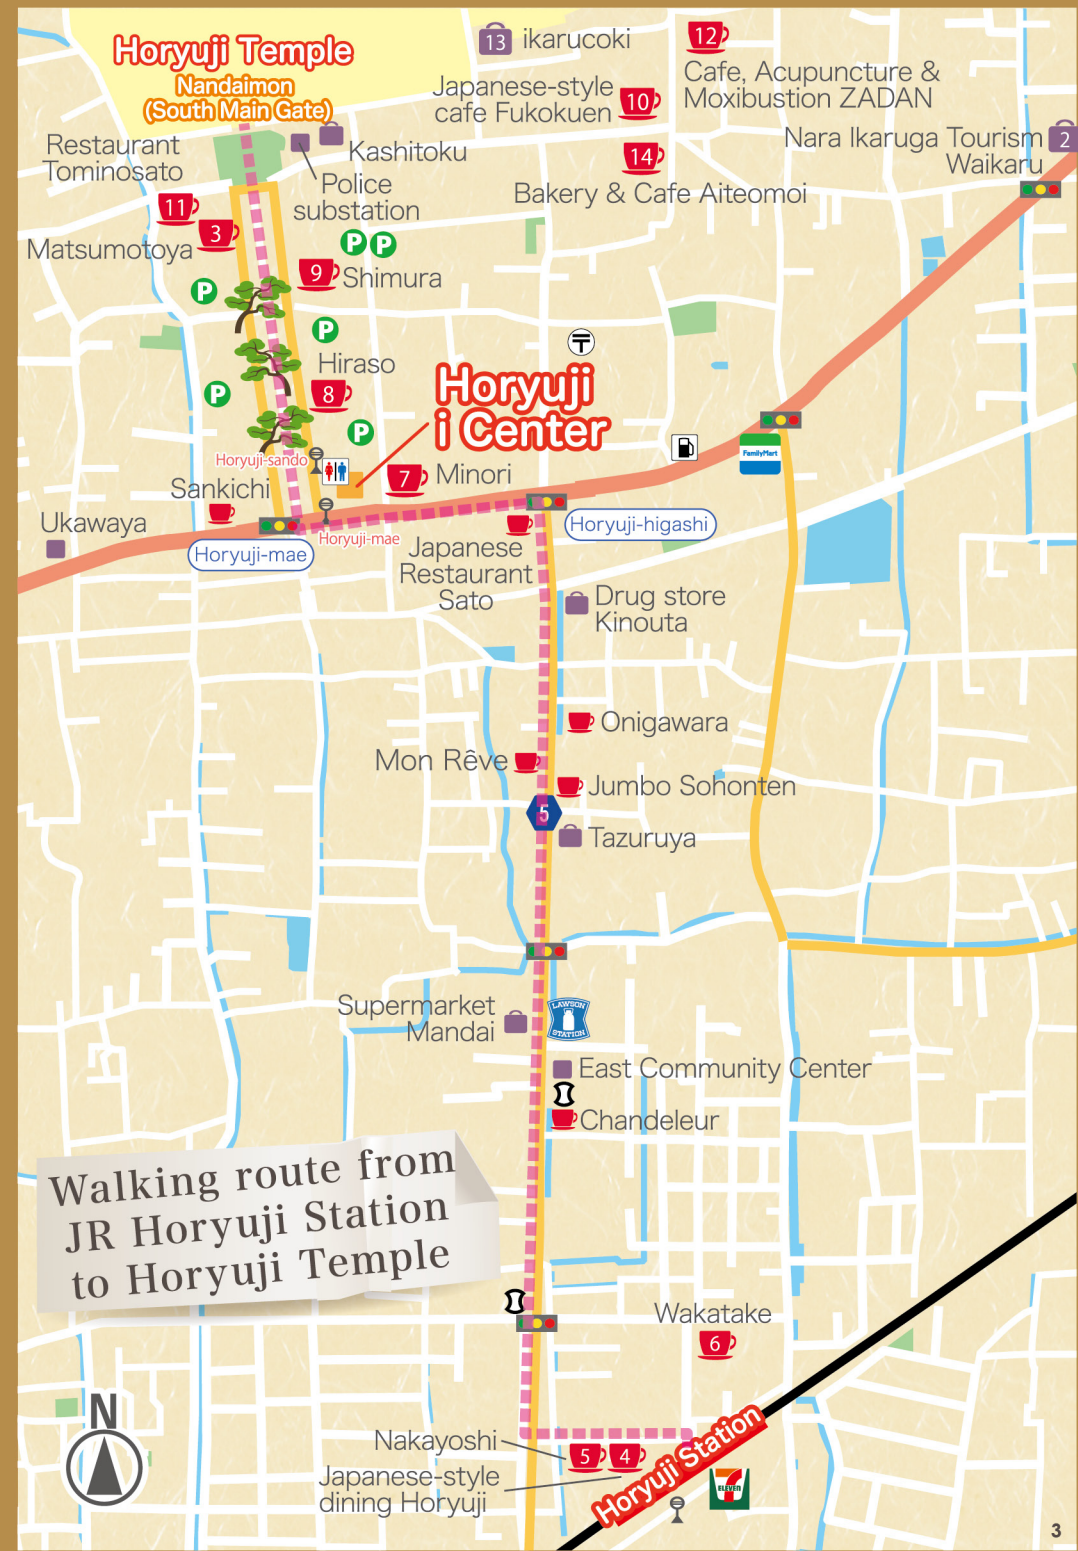 Horyuji Temple
Nandaimon
(South Main Gate)
13
ikarucoki
12
Cafe, Acupuncture &
Moxibustion ZADAN
Japanese-style
cafe Fukokuen
10
Nara Ikaruga Tourism
Waikaru
2
Restaurant
Tominosato
Kashitoku
14
Bakery & Cafe Aiteomoi
Police
substation
11
3
Matsumotoya
P
P
9
Shimura
P
P
Hiraso
8
P
P
〒
Horyuji
i Center
FamilyMart
Horyuji-sando
7
Minori
Sankichi
Ukawaya
Horyuji-mae
Horyuji-mae
Horyuji-higashi
Japanese
Restaurant
Sato
Drug store
Kinouta
Onigawara
Mon Rêve
Jumbo Sohonten
5
Tazuruya
Supermarket
Mandai
LAWSON
STATION
East Community Center
Chandeleur
Walking route from
JR Horyuji Station
to Horyuji Temple
Wakatake
6
N
Nakayoshi
5
4
Japanese-style
dining Horyuji
Horyuji Station
7
ELEVEN
3